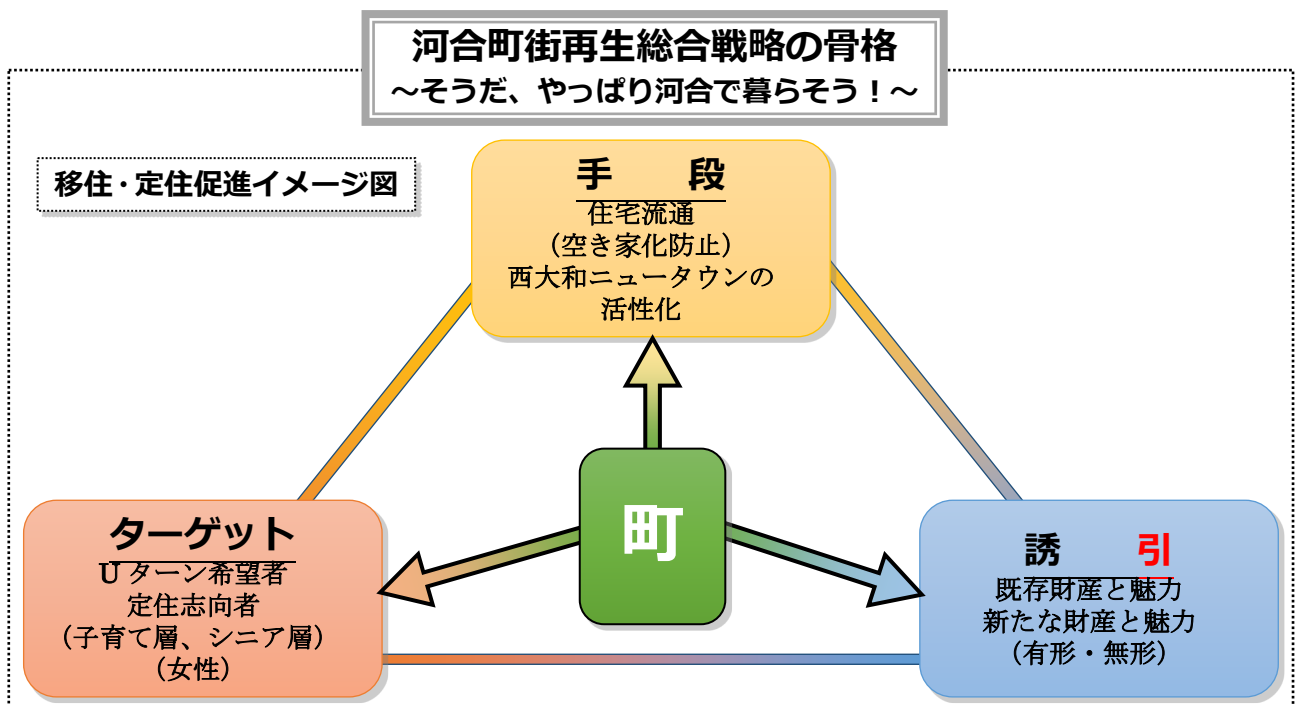 河合町街再生総合戦略の骨格
～そうだ、やっぱり河合で暮らそう！～
移住・定住促進イメージ図
手　段
住宅流通
（空き家化防止）
西大和ニュータウンの
活性化
町
ターゲット
Uターン希望者
定住志向者
（子育て層、シニア層）
（女性）
誘　引
既存財産と魅力
新たな財産と魅力
（有形・無形）